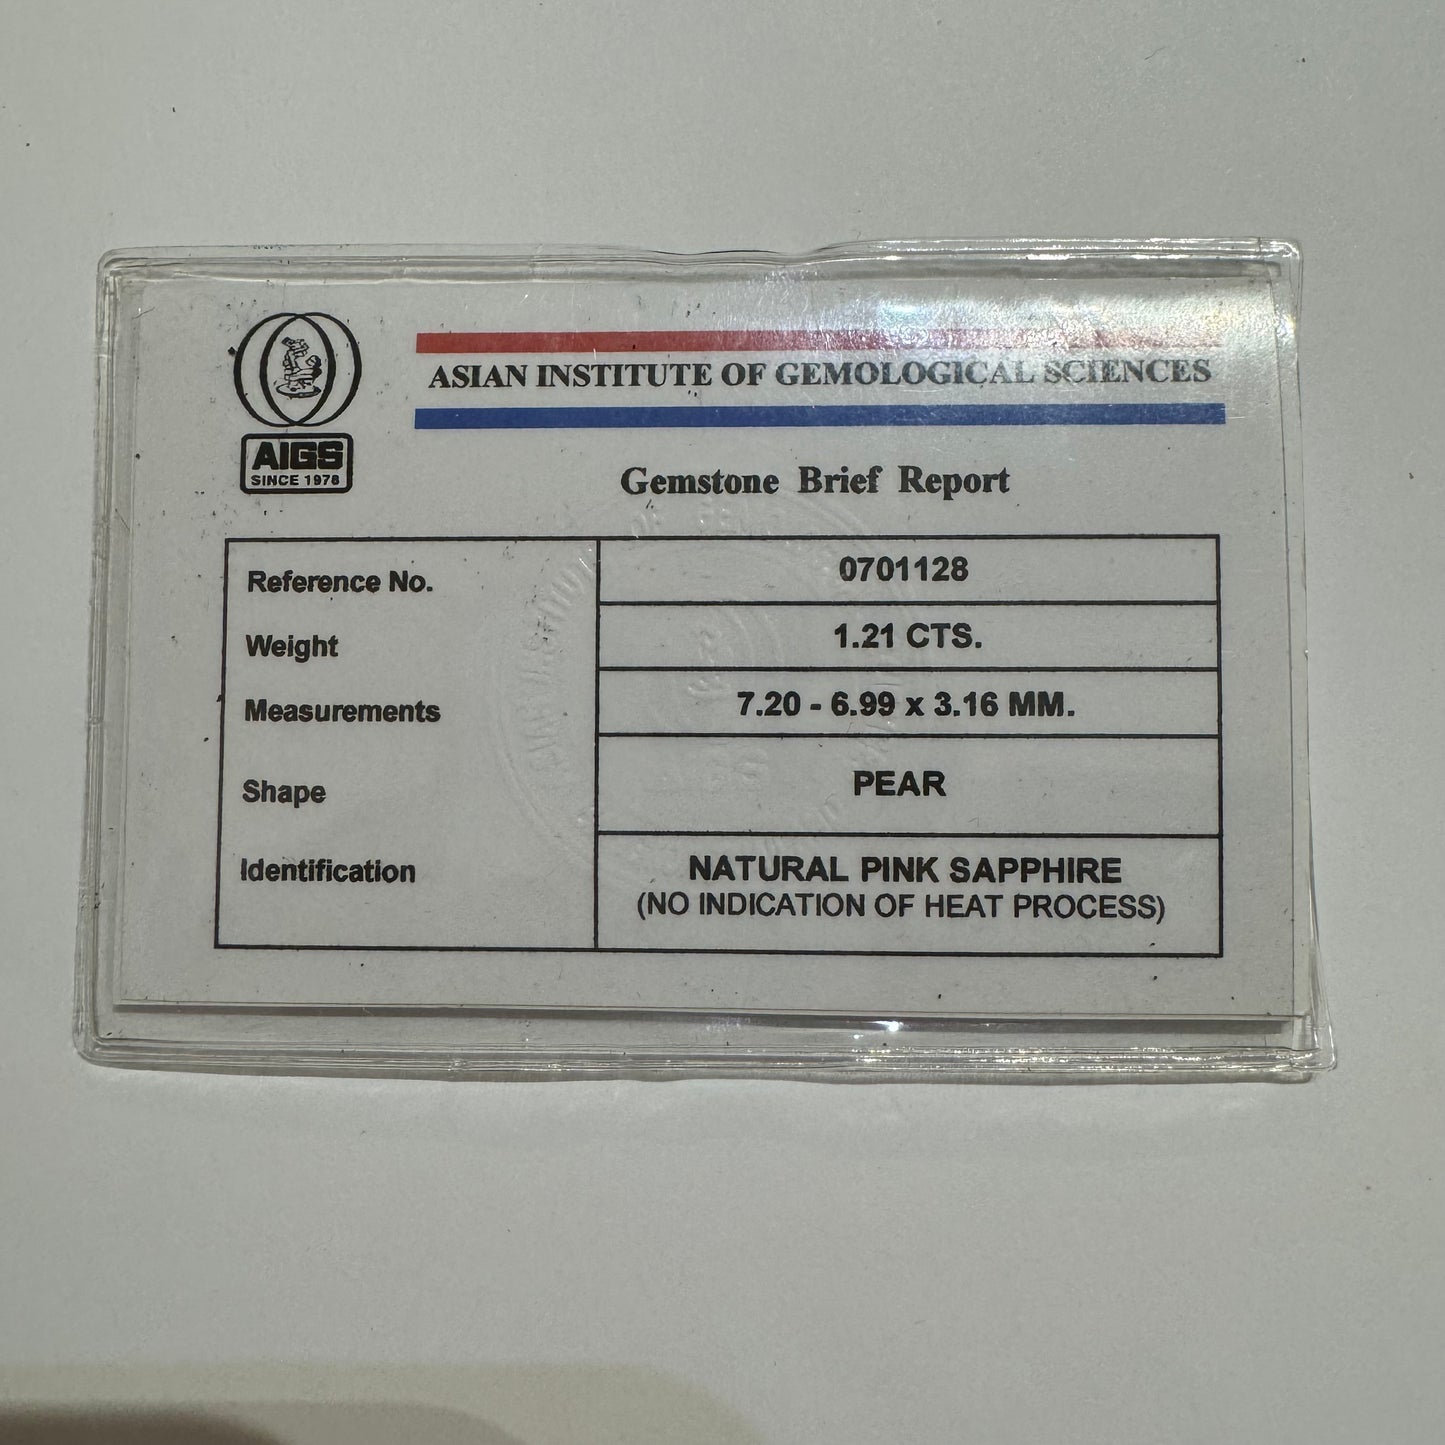 AIGS
SINCE 1978
ASIAN INSTITUTE OF GEMOLOGICAL SCIENCES
Gemstone Brief Report
Reference No. 0701128
Weight 1.21 CTS.
Measurements 7.20 - 6.99 x 3.16 MM.
Shape PEAR
Identification NATURAL PINK SAPPHIRE
(NO INDICATION OF HEAT PROCESS)